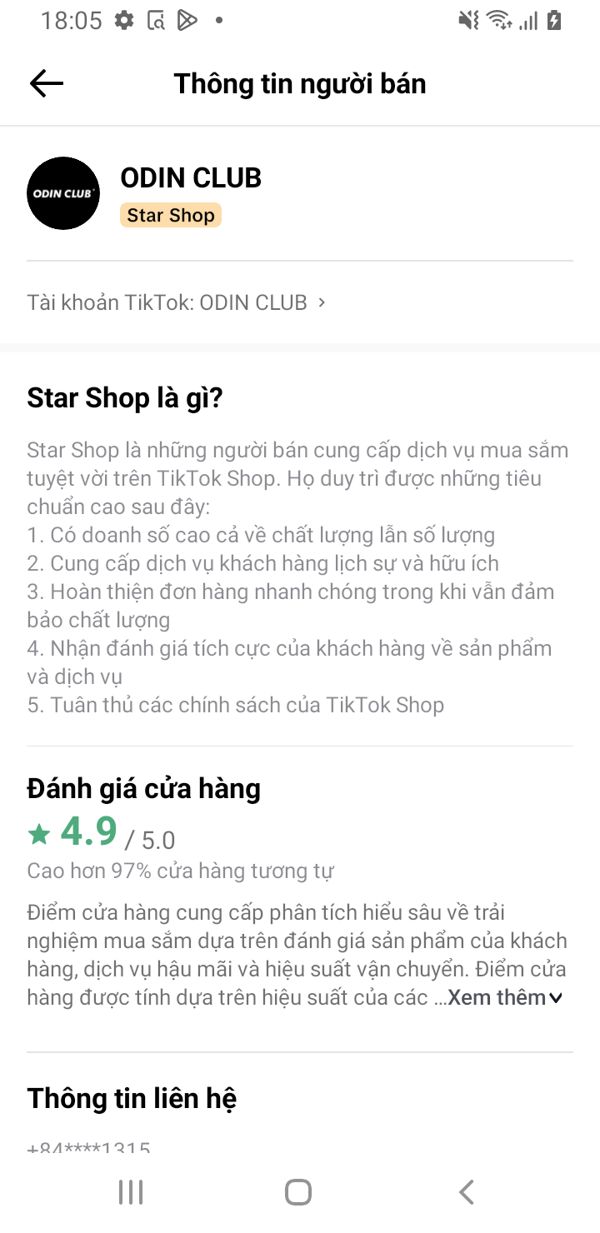 18:05
Thông tin người bán
ODIN CLUB
ODIN CLUB
Star Shop
Tài khoản TikTok: ODIN CLUB
Star Shop là gì?
Star Shop là những người bán cung cấp dịch vụ mua sắm
tuyệt vời trên TikTok Shop. Họ duy trì được những tiêu
chuẩn cao sau đây:
1. Có doanh số cao cả về chất lượng lẫn số lượng
2. Cung cấp dịch vụ khách hàng lịch sự và hữu ích
3. Hoàn thiện đơn hàng nhanh chóng trong khi vẫn đảm
bảo chất lượng
4. Nhận đánh giá tích cực của khách hàng về sản phẩm
và dịch vụ
5. Tuân thủ các chính sách của TikTok Shop
Đánh giá cửa hàng
4.9 / 5.0
Cao hơn 97% cửa hàng tương tự
Điểm cửa hàng cung cấp phân tích hiểu sâu về trải
nghiệm mua sắm dựa trên đánh giá sản phẩm của khách
hàng, dịch vụ hậu mãi và hiệu suất vận chuyển. Điểm cửa
hàng được tính dựa trên hiệu suất của các ...Xem thêm
Thông tin liên hệ
+84****1315